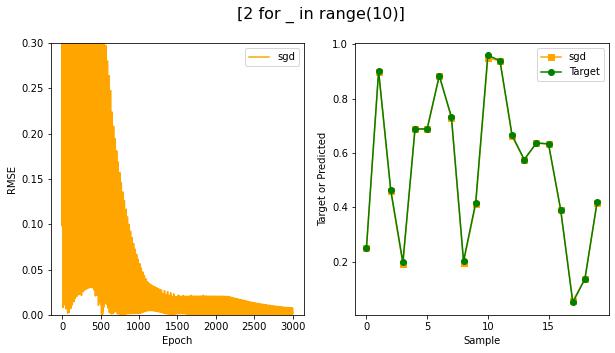 [2 for _ in range(10)]
0.30
0.25
0.20
0.15
0.10
0.05
0.00
RMSE
0
500
1000
1500
2000
2500
3000
Epoch
sgd
1.0
0.8
0.6
0.4
0.2
Target or Predicted
0
5
10
15
Sample
sgd
Target